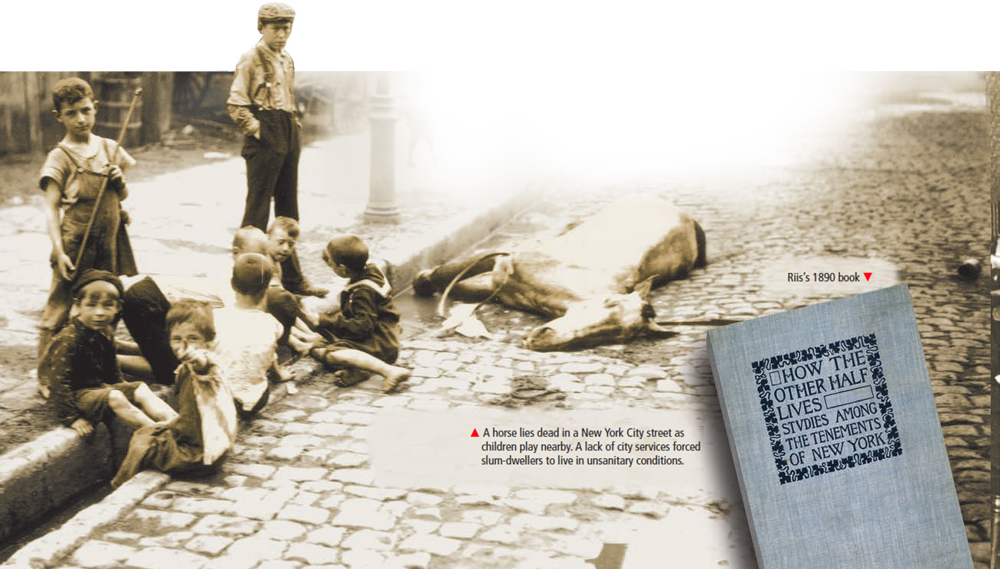 Riis's 1890 book ▼
HOW THE
OTHER HALF
LIVES
STVDIES AMONG
THE TENEMENTS
OF NEW YORK
▲ A horse lies dead in a New York City street as
children play nearby. A lack of city services forced
slum-dwellers to live in unsanitary conditions.